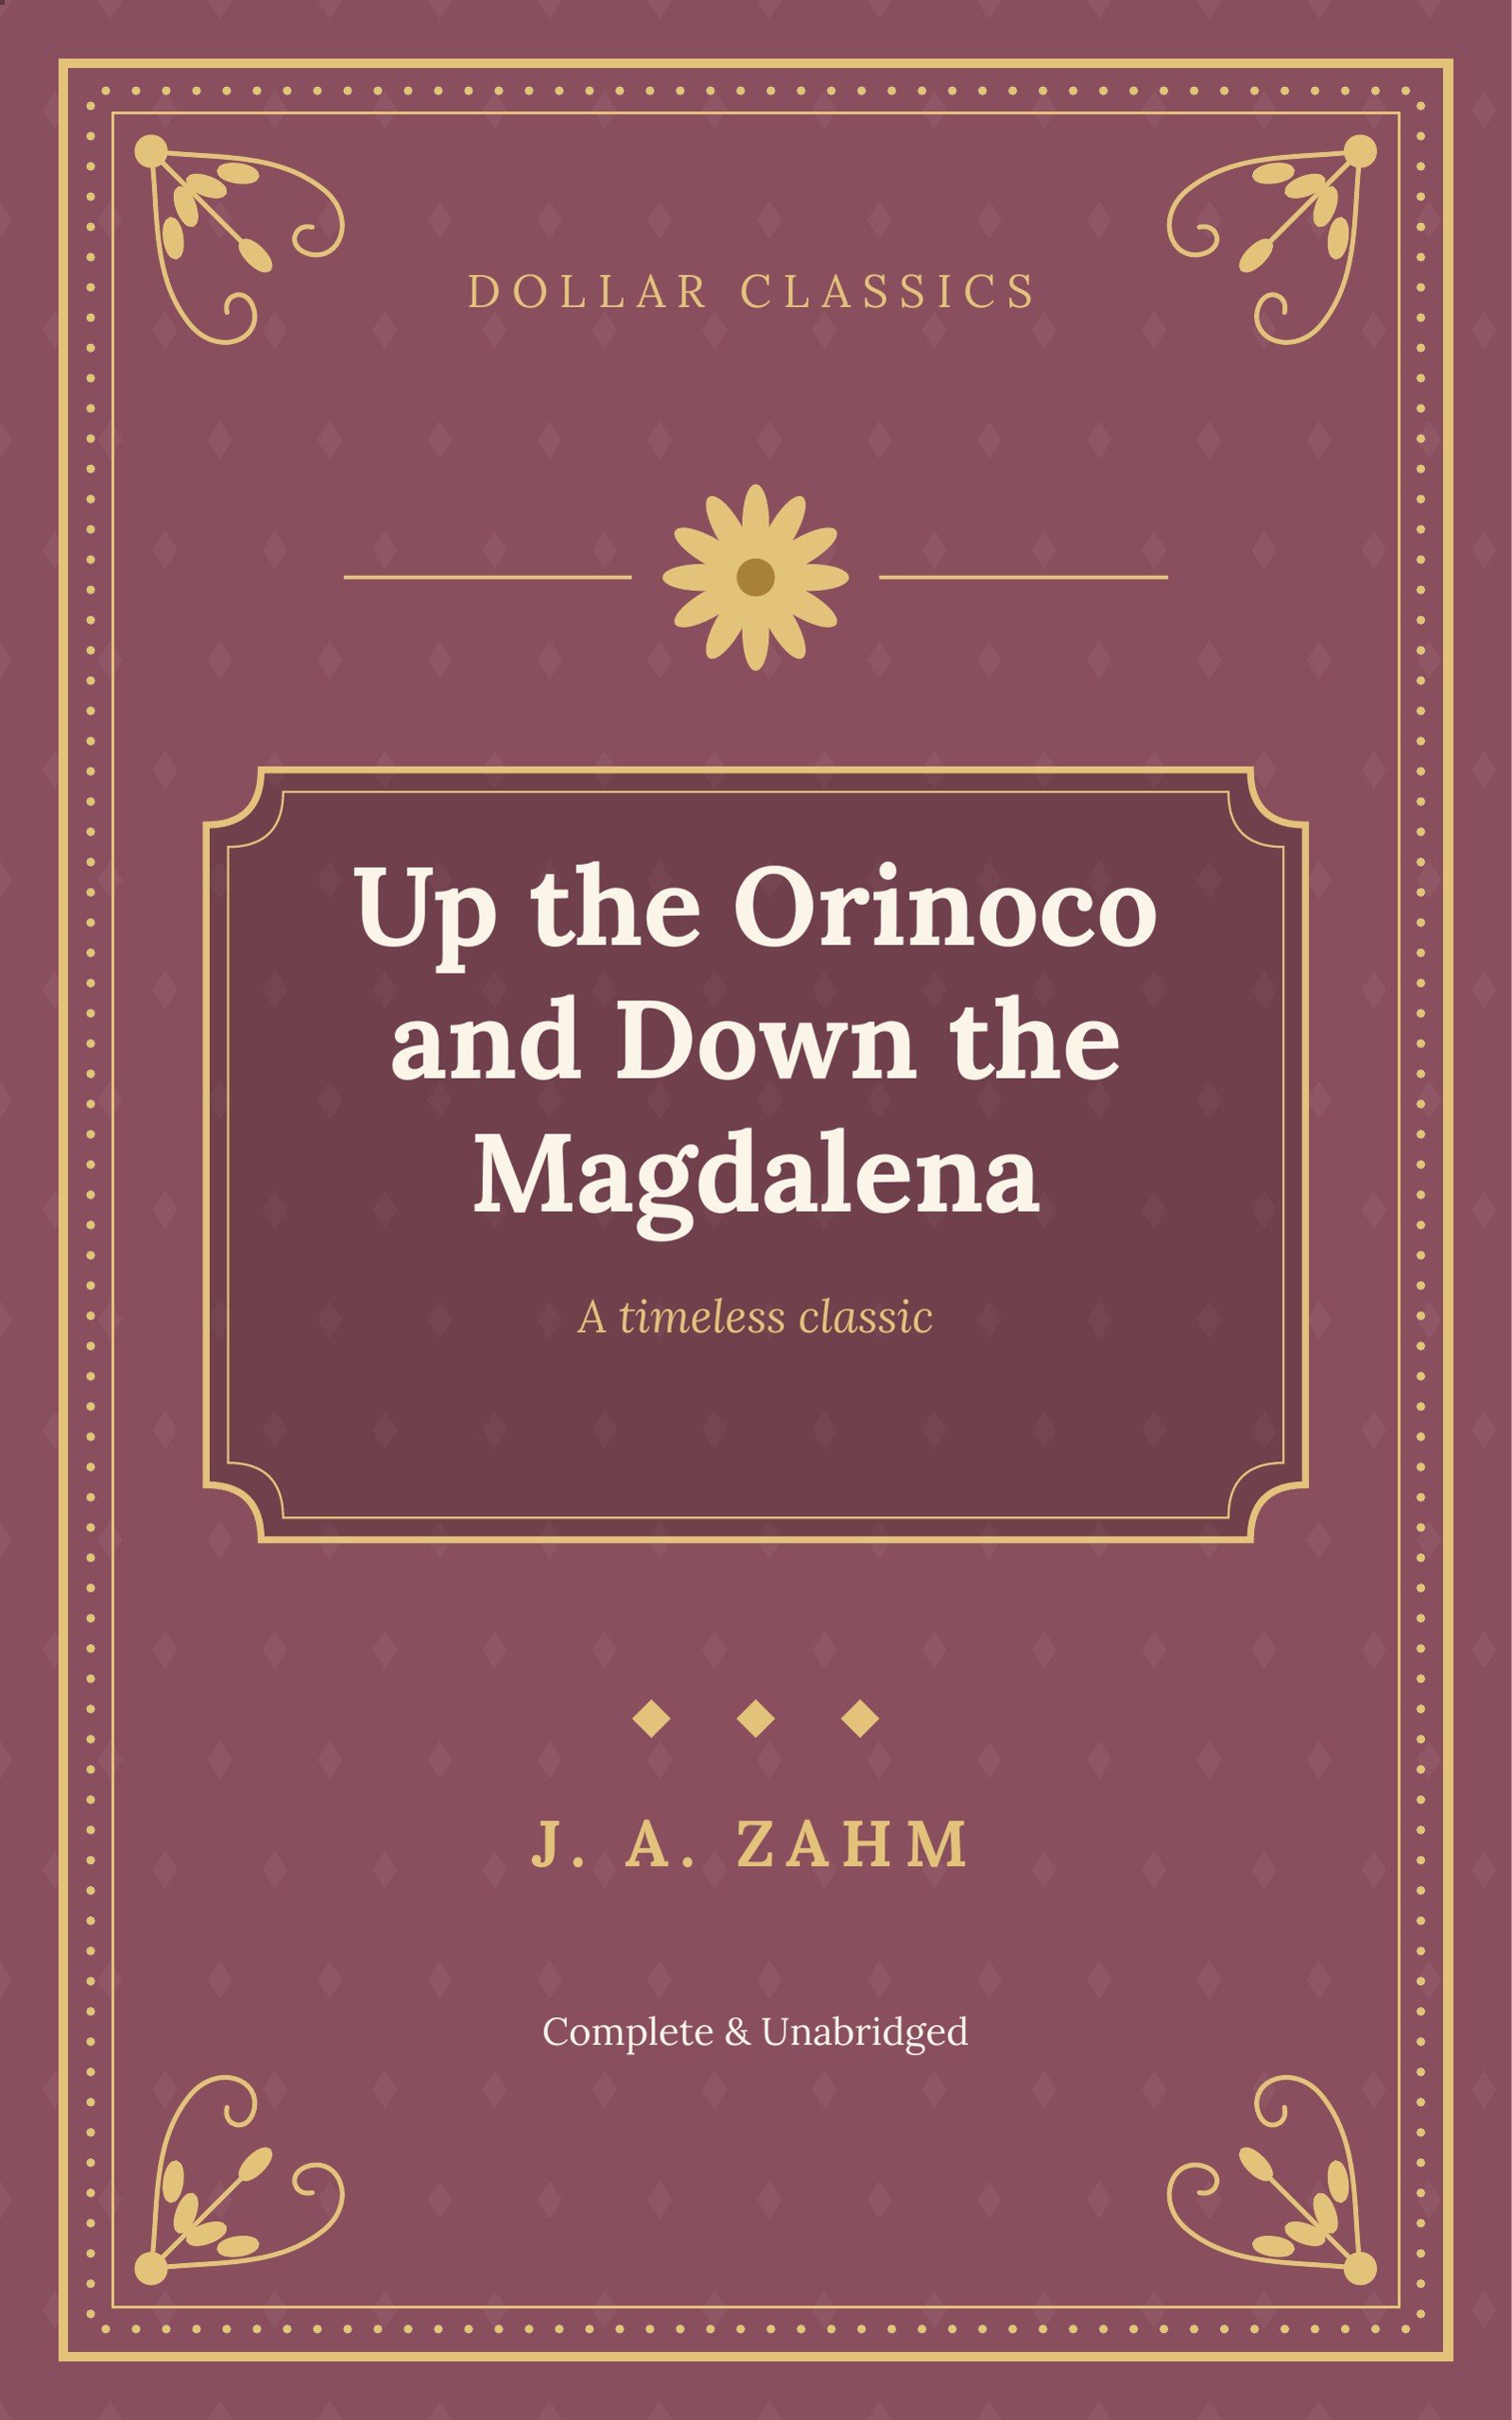 DOLLAR CLASSICS
Up the Orinoco
and Down the
Magdalena
A timeless classic
J. A. ZAHM
Complete & Unabridged